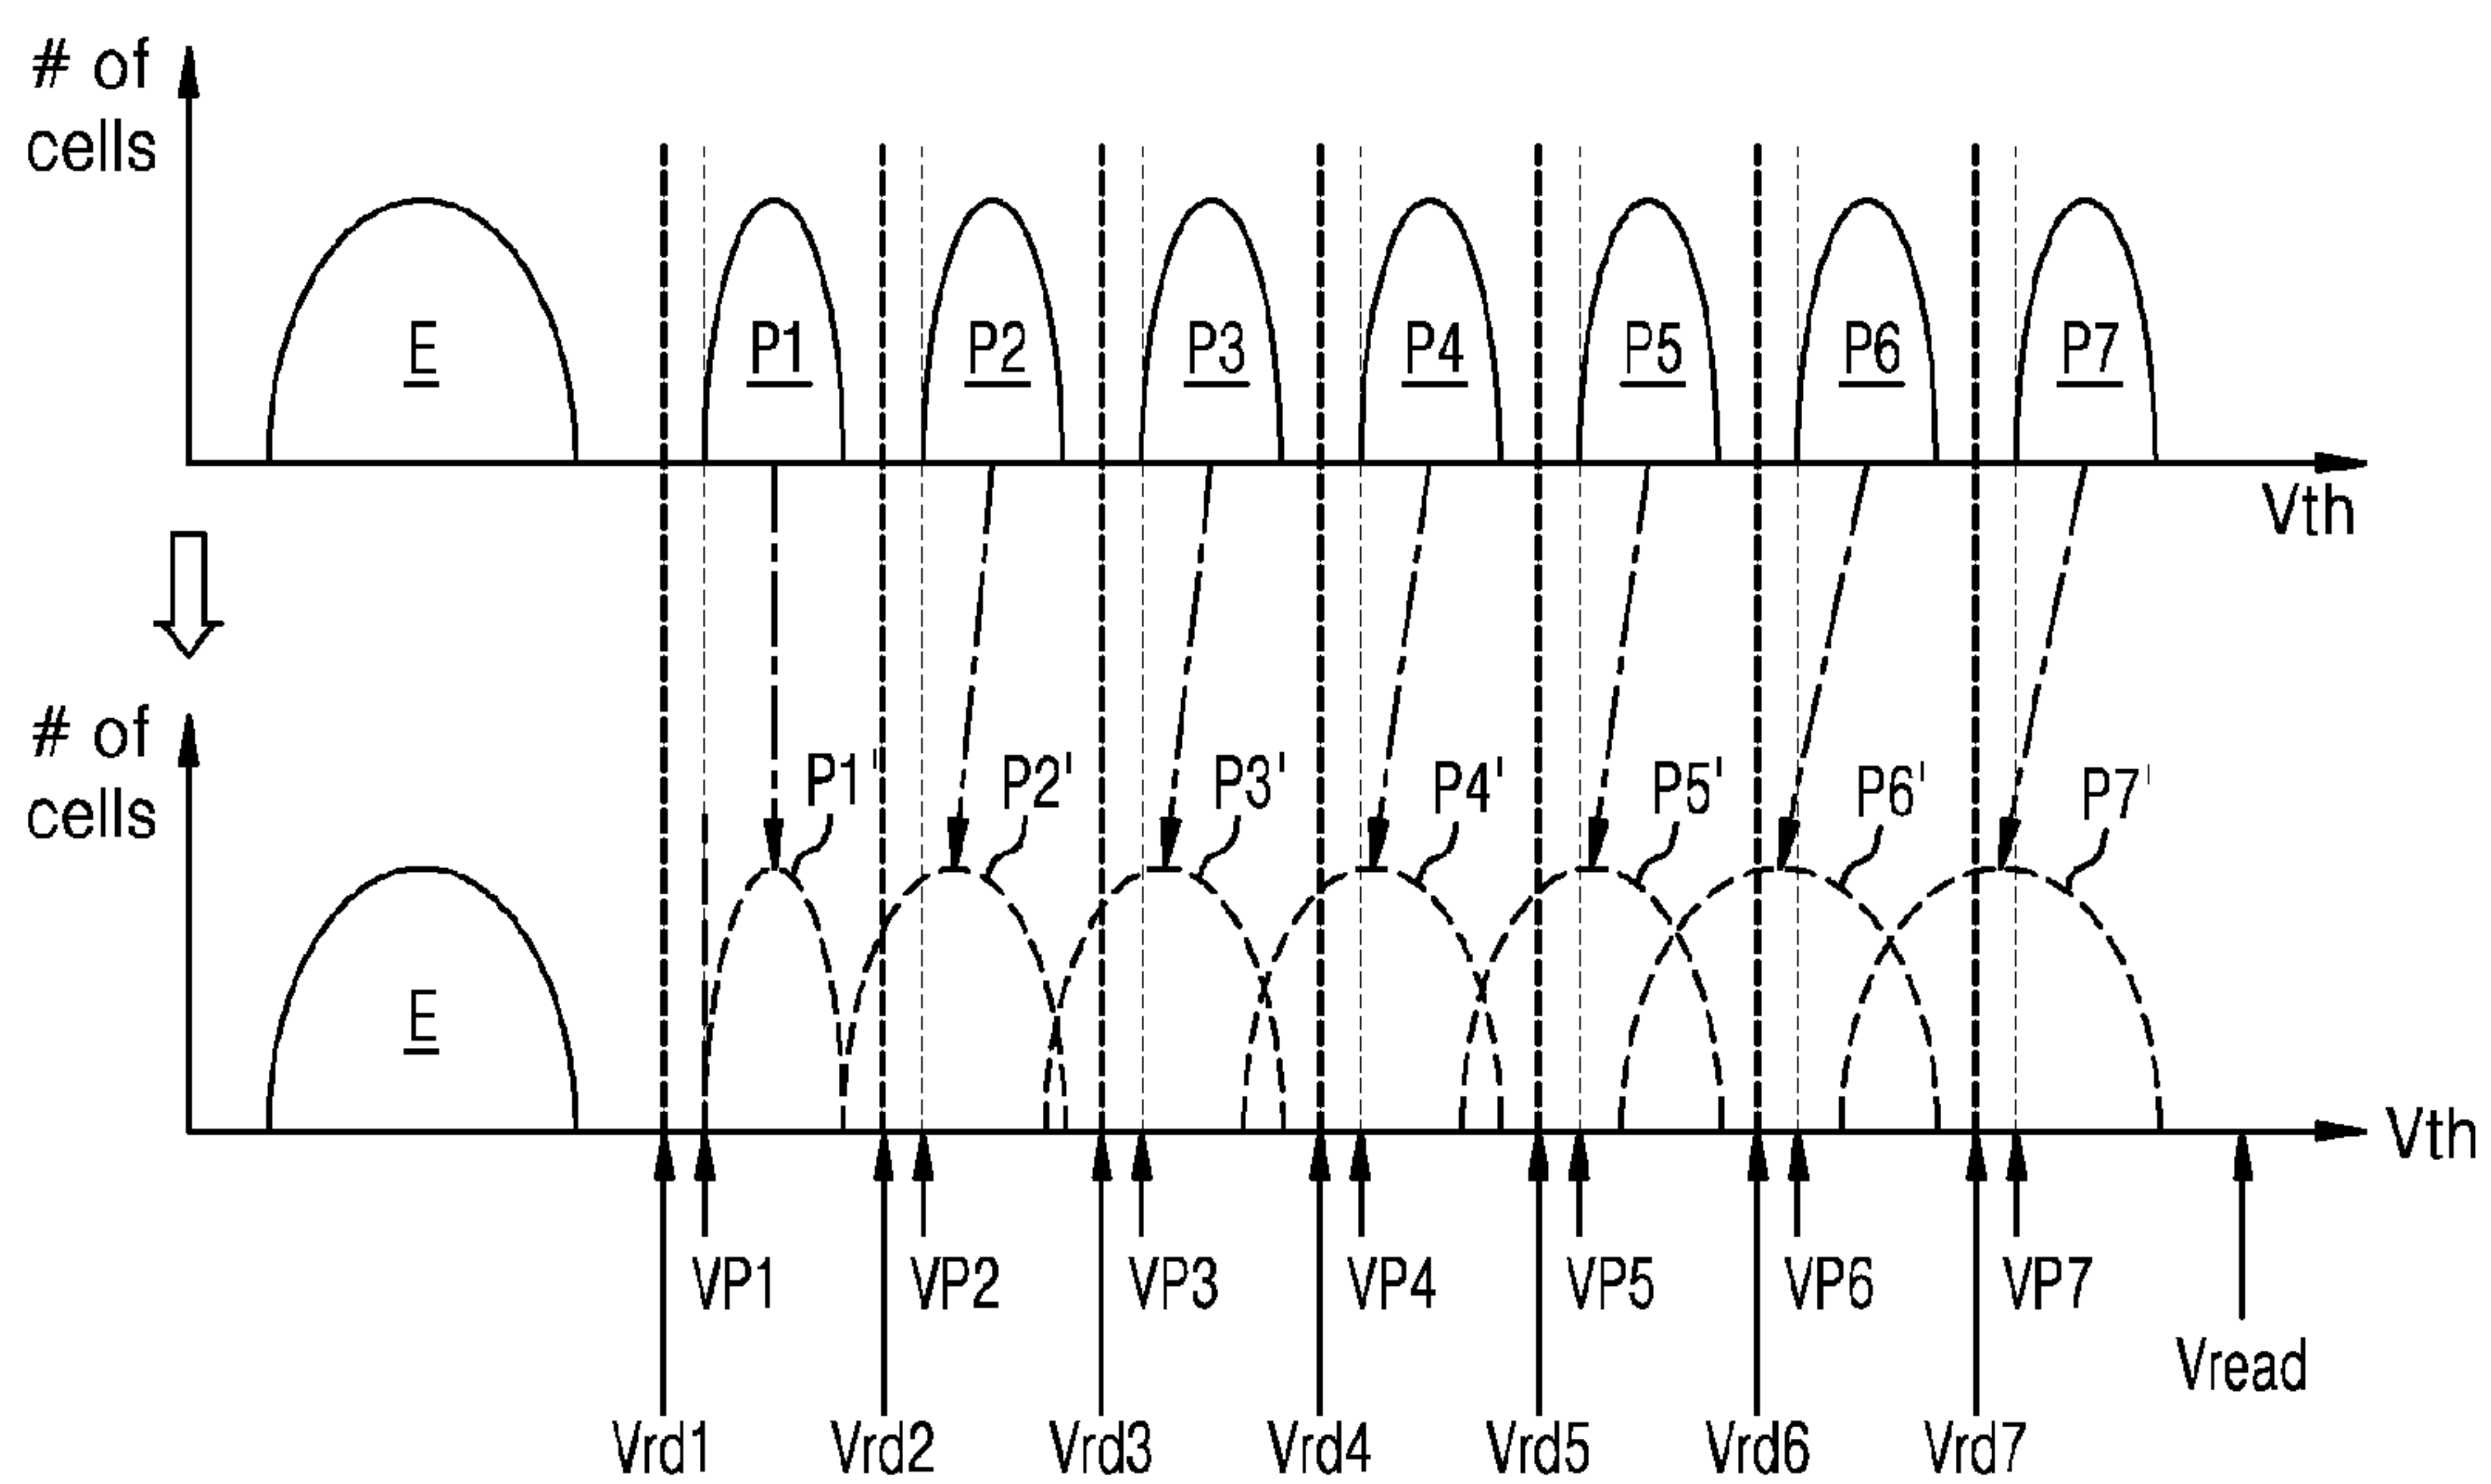 # of
cells
E
P1
P2
P3
P4
P5
P6
P7
Vth
# of
cells
P1'
P2'
P3'
P4'
P5'
P6'
P7'
E
Vth
VP1
VP2
VP3
VP4
VP5
VP6
VP7
Vread
Vrd1
Vrd2
Vrd3
Vrd4
Vrd5
Vrd6
Vrd7